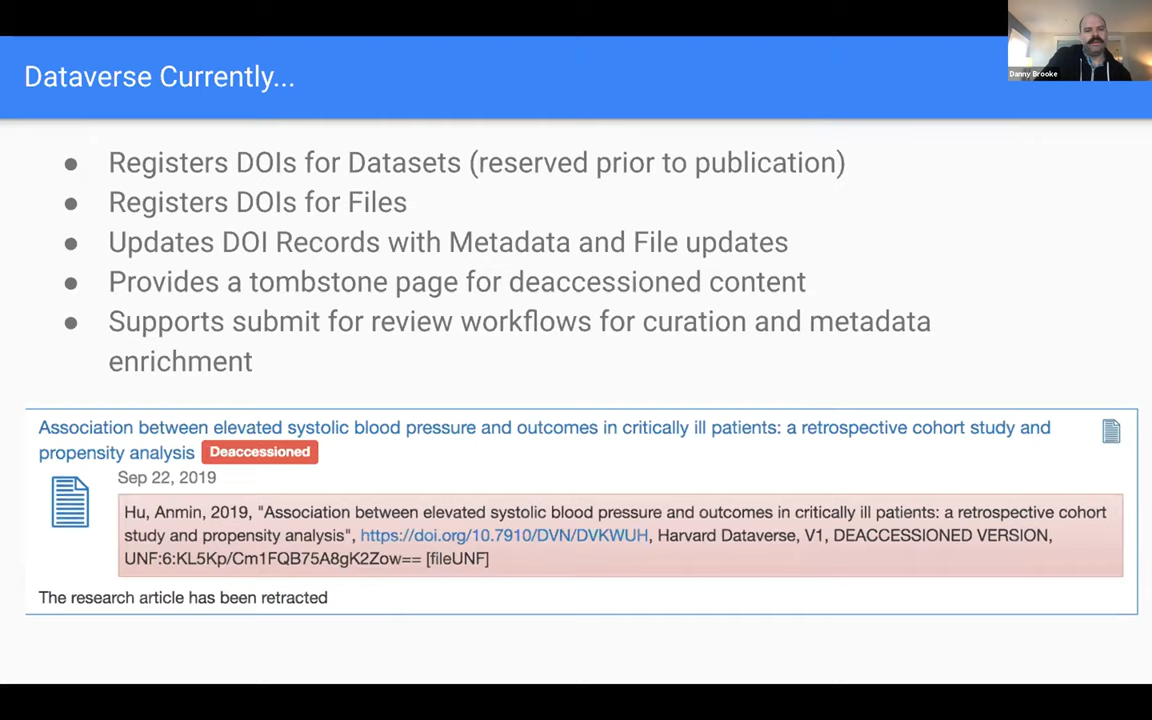 Dataverse Currently...
Danny Brooke
● Registers DOIs for Datasets (reserved prior to publication)
● Registers DOIs for Files
● Updates DOI Records with Metadata and File updates
● Provides a tombstone page for deaccessioned content
● Supports submit for review workflows for curation and metadata
enrichment
Association between elevated systolic blood pressure and outcomes in critically ill patients: a retrospective cohort study and
propensity analysis Deaccessioned
Sep 22, 2019
Hu, Anmin, 2019, "Association between elevated systolic blood pressure and outcomes in critically ill patients: a retrospective cohort
study and propensity analysis", https://doi.org/10.7910/DVN/DVKWUH, Harvard Dataverse, V1, DEACCESSIONED VERSION,
UNF:6:KL5Kp/Cm1FQB75A8gK2Zow== [fileUNF]
The research article has been retracted